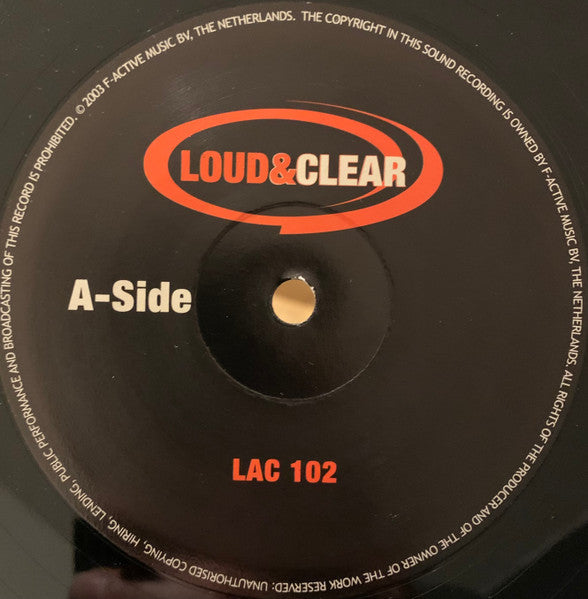 LOUD&CLEAR
A-Side
LAC 102
© 2003 F-ACTIVE MUSIC BV, THE NETHERLANDS. THE COPYRIGHT IN THIS SOUND RECORDING IS OWNED BY F-ACTIVE MUSIC BV, THE NETHERLANDS. ALL RIGHTS OF THE PRODUCER AND OF THE OWNER OF THE WORK RESERVED: UNAUTHORISED COPYING, HIRING, LENDING, PUBLIC PERFORMANCE AND BROADCASTING OF THIS RECORD IS PROHIBITED.